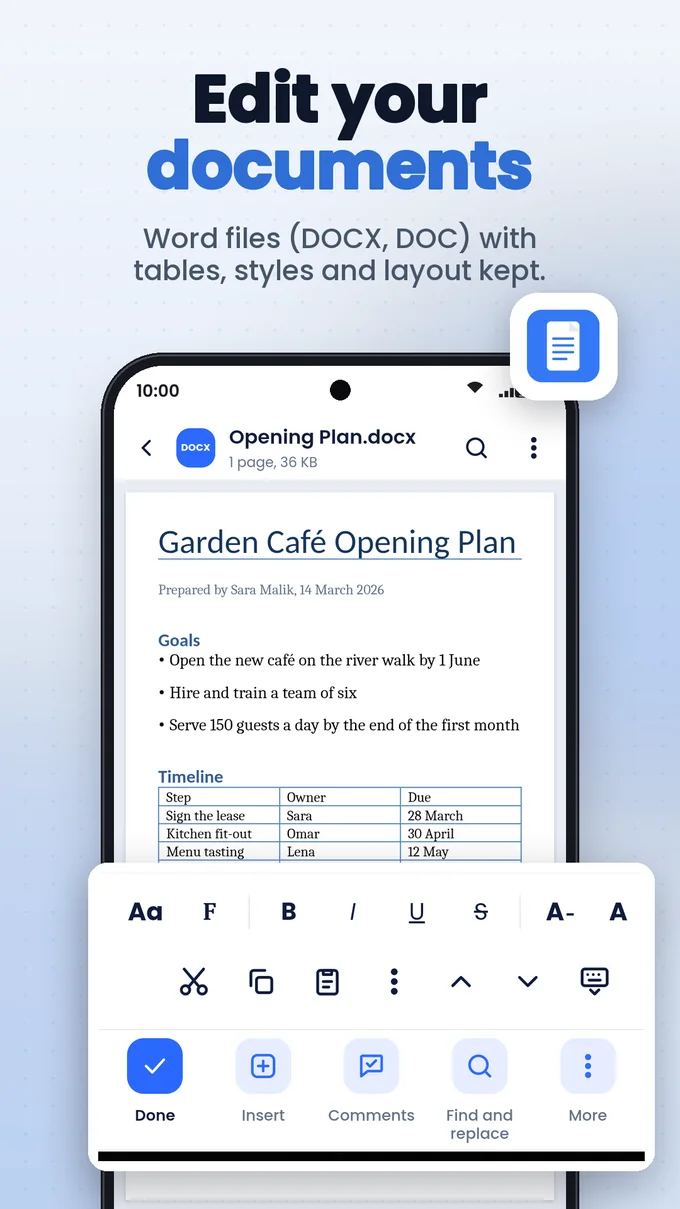 Edit your
documents
Word files (DOCX, DOC) with
tables, styles and layout kept.
10:00
DOCX
Opening Plan.docx
1 page, 36 KB
Garden Café Opening Plan
Prepared by Sara Malik, 14 March 2026
Goals
• Open the new café on the river walk by 1 June
• Hire and train a team of six
• Serve 150 guests a day by the end of the first month
Timeline
Step Owner Due
Sign the lease Sara 28 March
Kitchen fit-out Omar 30 April
Menu tasting Lena 12 May
Aa F B I U S A- A
Done Insert Comments Find and replace More